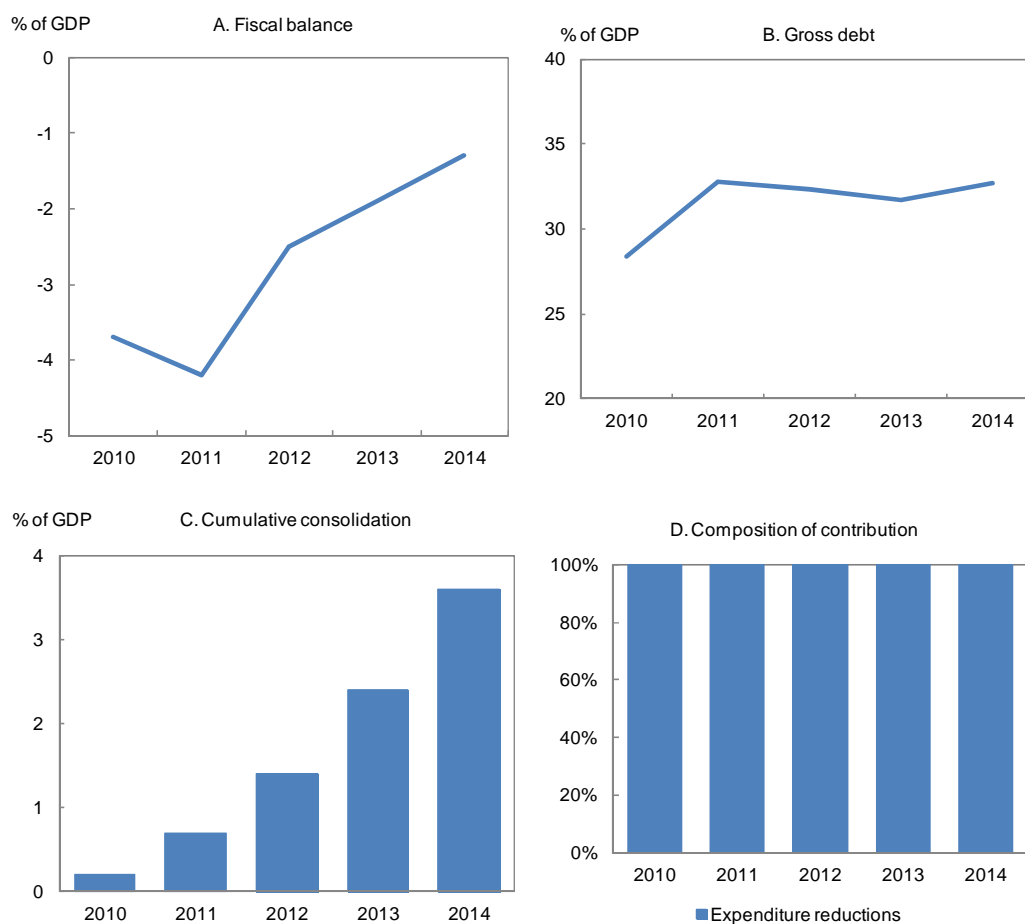 % of GDP
A. Fiscal balance
0
-1
-2
-3
-4
-5
2010 2011 2012 2013 2014
% of GDP
B. Gross debt
40
35
30
25
20
2010 2011 2012 2013 2014
% of GDP
C. Cumulative consolidation
4
3
2
1
0
2010 2011 2012 2013 2014
D. Composition of contribution
100%
80%
60%
40%
20%
0%
2010 2011 2012 2013 2014
Expenditure reductions